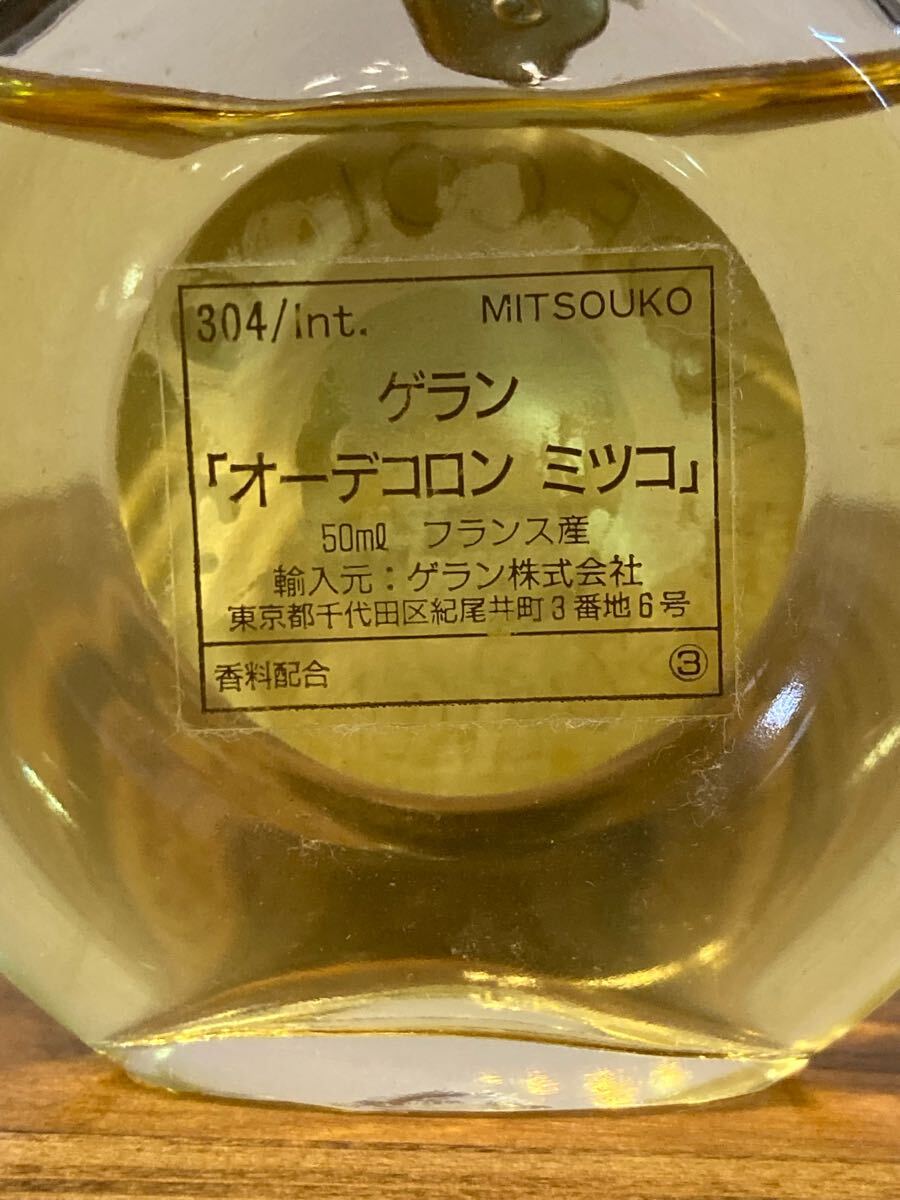 304/Int. MITSOUKO
ゲラン
「オーデコロン ミツコ」
50ml フランス産
輸入元：ゲラン株式会社
東京都千代田区紀尾井町3番地6号
香料配合 ③